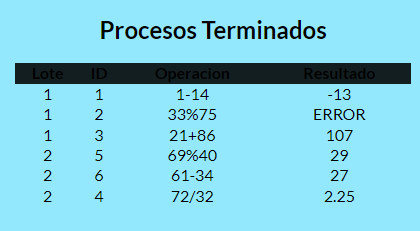 Procesos Terminados
Lote ID Operacion Resultado
1 1 1-14 -13
1 2 33%75 ERROR
1 3 21+86 107
2 5 69%40 29
2 6 61-34 27
2 4 72/32 2.25